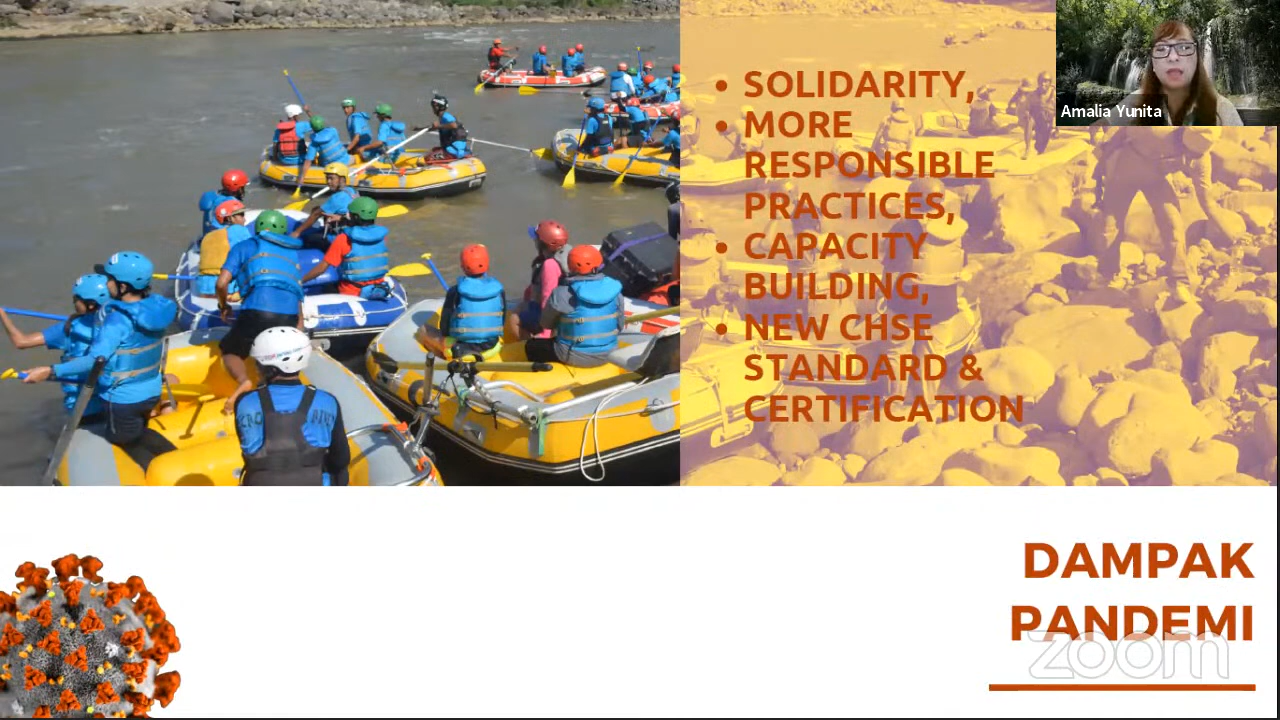 • SOLIDARITY,
• MORE
RESPONSIBLE
PRACTICES,
• CAPACITY
BUILDING,
• NEW CHSE
STANDARD &
CERTIFICATION
Amalia Yunita
DAMPAK
PANDEMI
zoom